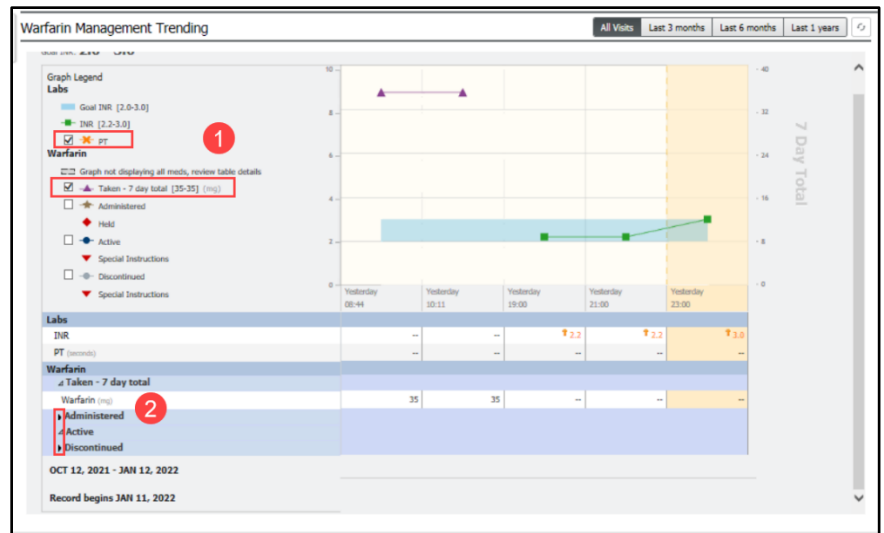 Warfarin Management Trending
All Visits Last 3 months Last 6 months Last 1 years
Goal INR: 2.0 - 3.0
Graph Legend
Labs
Goal INR [2.0-3.0]
INR [2.2-3.0]
PT
1
Warfarin
Graph not displaying all meds, review table details
Taken - 7 day total [35-35] (mg)
Administered
Held
Active
Special Instructions
Discontinued
Special Instructions
10
8
6
4
2
0
40
32
24
16
8
0
7 Day Total
Yesterday Yesterday Yesterday Yesterday Yesterday
08:44 10:11 19:00 21:00 23:00
Labs
INR -- -- 2.2 2.2 3.0
PT (seconds) -- -- -- -- --
Warfarin
Taken - 7 day total
Warfarin (mg) 35 35 -- -- --
2
Administered
Active
Discontinued
OCT 12, 2021 - JAN 12, 2022
Record begins JAN 11, 2022